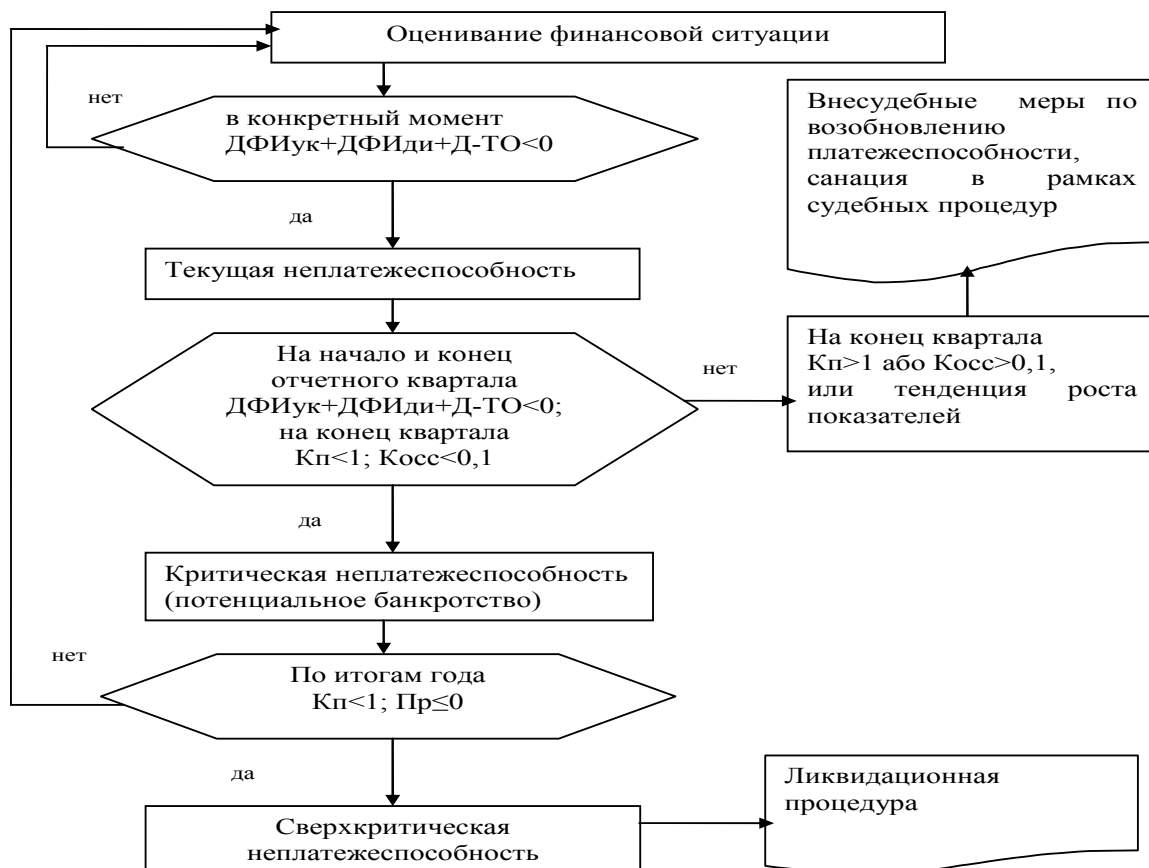 Оценивание финансовой ситуации
нет
в конкретный момент
ДФИук+ДФИди+Д-ТО<0
да
Текущая неплатежеспособность
На начало и конец
отчетного квартала
ДФИук+ДФИди+Д-ТО<0;
на конец квартала
Кп<1; Косс<0,1
нет
На конец квартала
Кп>1 або Косс>0,1,
или тенденция роста
показателей
Внесудебные меры по
возобновлению
платежеспособности,
санация в рамках
судебных процедур
да
Критическая неплатежеспособность
(потенциальное банкротство)
нет
По итогам года
Кп<1; Пр≤0
да
Сверхкритическая
неплатежеспособность
Ликвидационная
процедура